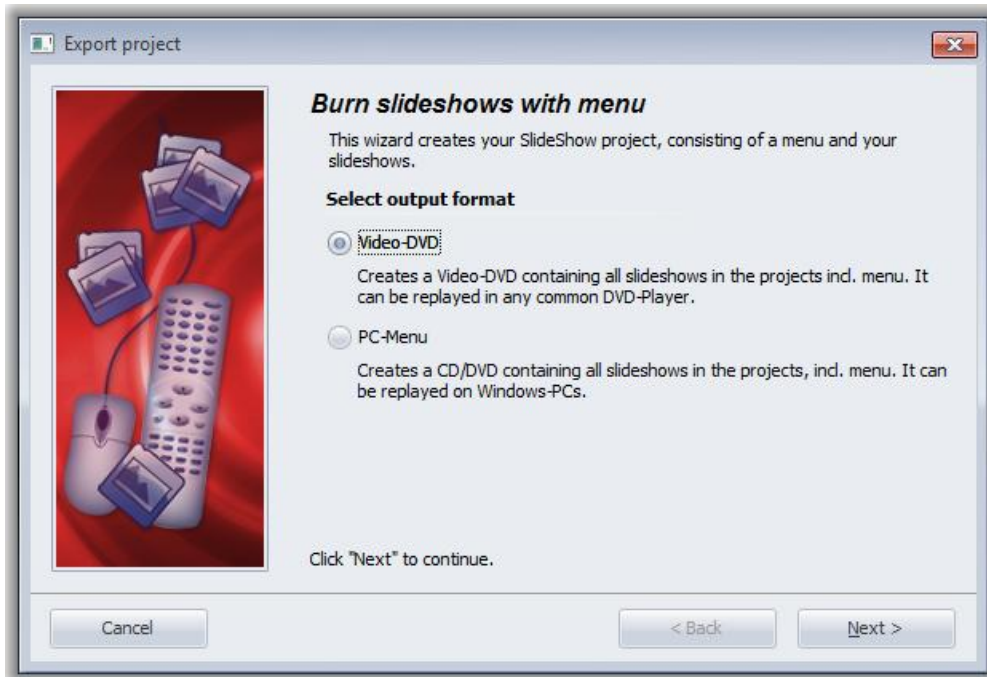 Export project
Burn slideshows with menu
This wizard creates your SlideShow project, consisting of a menu and your
slideshows.
Select output format
Video-DVD
Creates a Video-DVD containing all slideshows in the projects incl. menu. It
can be replayed in any common DVD-Player.
PC-Menu
Creates a CD/DVD containing all slideshows in the projects, incl. menu. It can
be replayed on Windows-PCs.
Click "Next" to continue.
Cancel
< Back
Next >